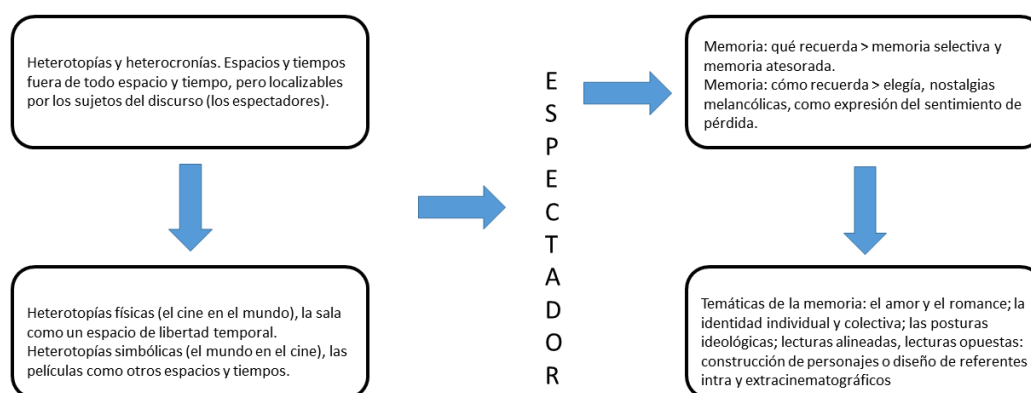 Heterotopías y heterocronías. Espacios y tiempos
fuera de todo espacio y tiempo, pero localizables
por los sujetos del discurso (los espectadores).
Heterotopías físicas (el cine en el mundo), la sala
como un espacio de libertad temporal.
Heterotopías simbólicas (el mundo en el cine), las
películas como otros espacios y tiempos.
E
S
P
E
C
T
A
D
O
R
Memoria: qué recuerda > memoria selectiva y
memoria atesorada.
Memoria: cómo recuerda > elegía, nostalgias
melancólicas, como expresión del sentimiento de
pérdida.
Temáticas de la memoria: el amor y el romance; la
identidad individual y colectiva; las posturas
ideológicas; lecturas alineadas, lecturas opuestas:
construcción de personajes o diseño de referentes
intra y extracinematográficos